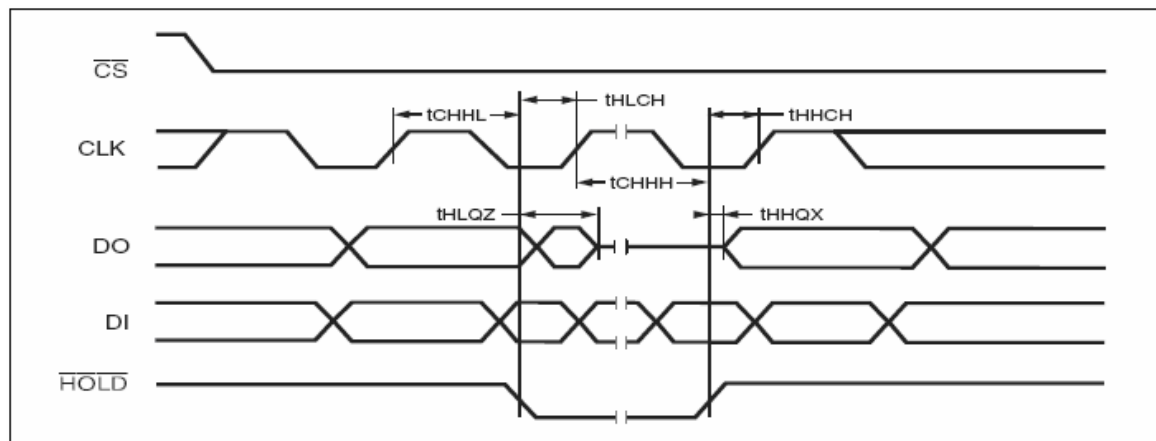 CS
tHLCH
tCHHL
tHHCH
CLK
tCHHH
tHLQZ
tHHQX
DO
DI
HOLD